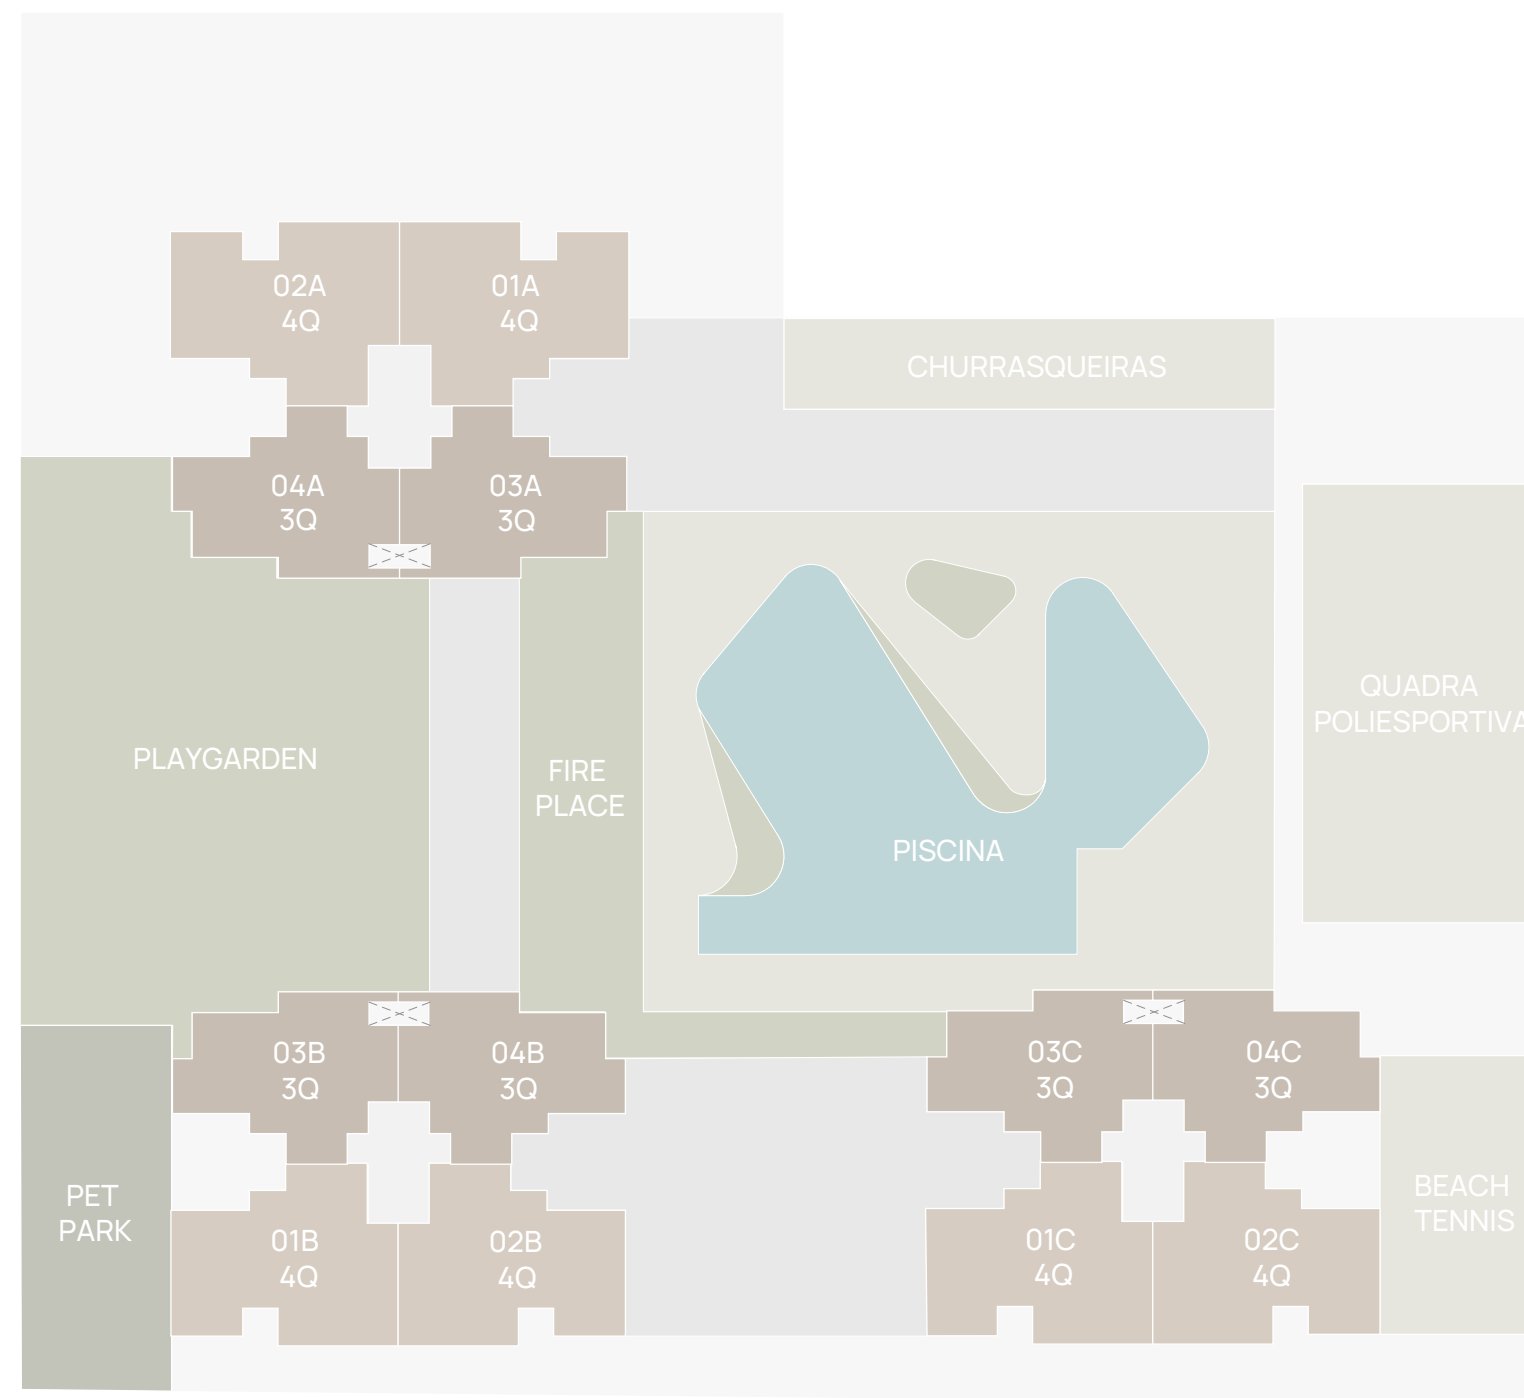 02A
4Q
01A
4Q
CHURRASQUEIRAS
04A
3Q
03A
3Q
QUADRA
POLIESPORTIVA
PLAYGARDEN
FIRE
PLACE
PISCINA
03B
3Q
04B
3Q
03C
3Q
04C
3Q
PET
PARK
BEACH
TENNIS
01B
4Q
02B
4Q
01C
4Q
02C
4Q